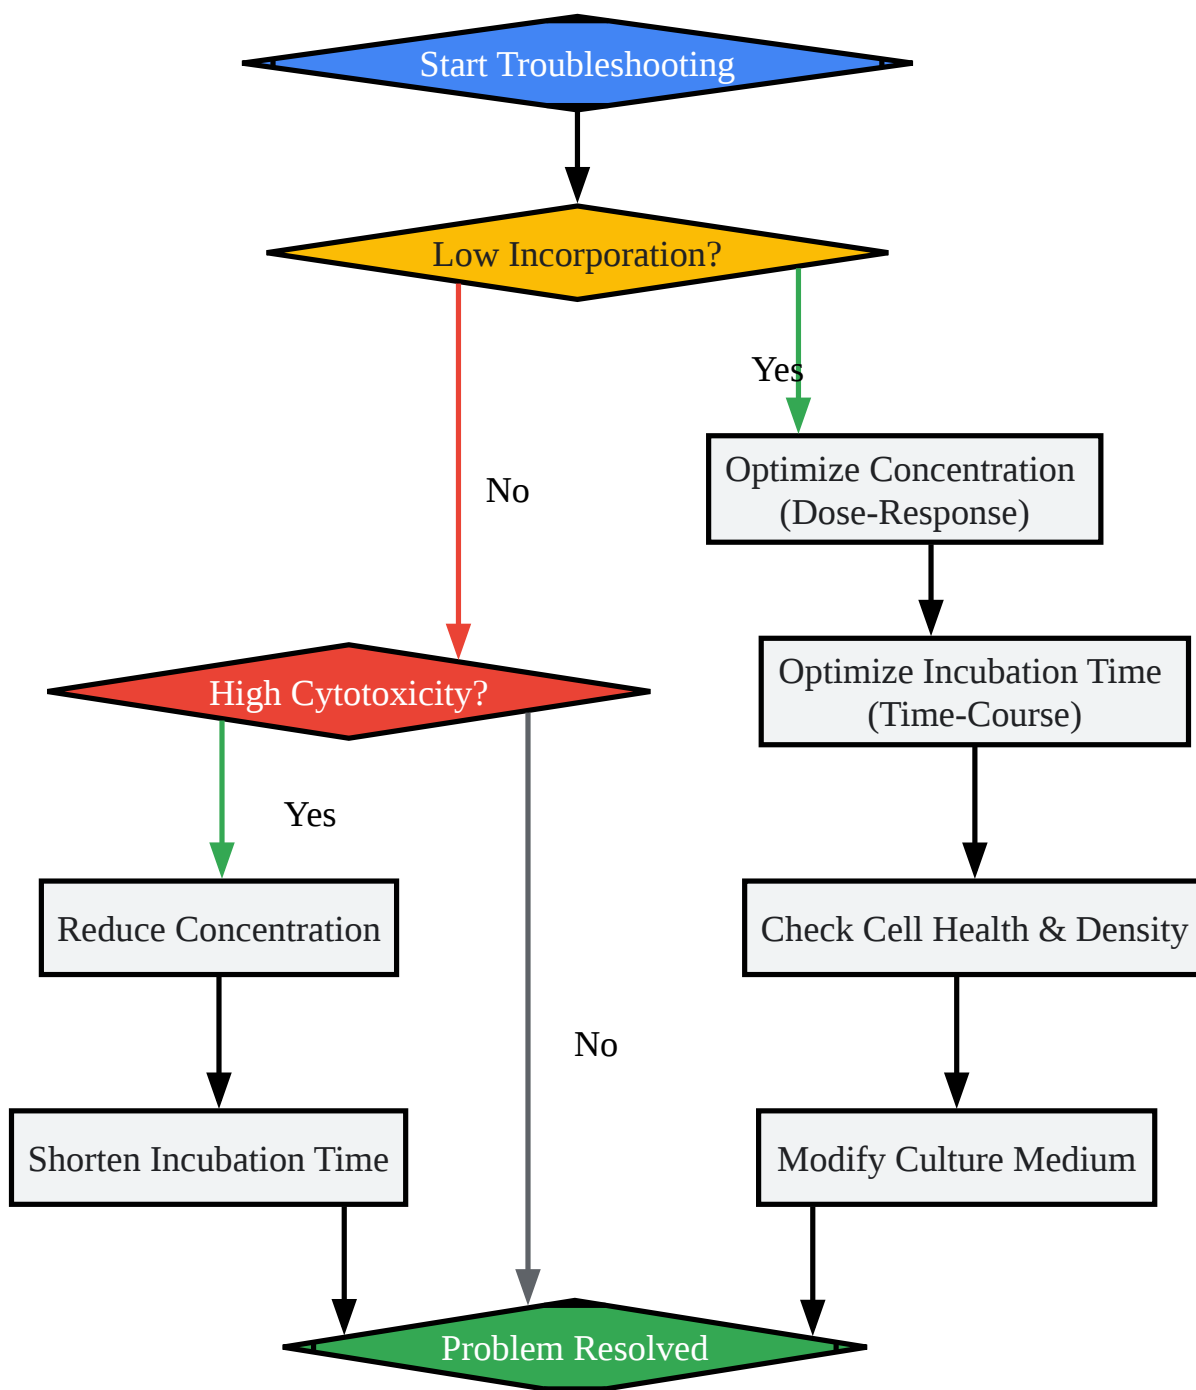 Start Troubleshooting
Low Incorporation?
Yes
Optimize Concentration
(Dose-Response)
No
Optimize Incubation Time
(Time-Course)
High Cytotoxicity?
Yes
Reduce Concentration
Check Cell Health & Density
No
Shorten Incubation Time
Modify Culture Medium
Problem Resolved